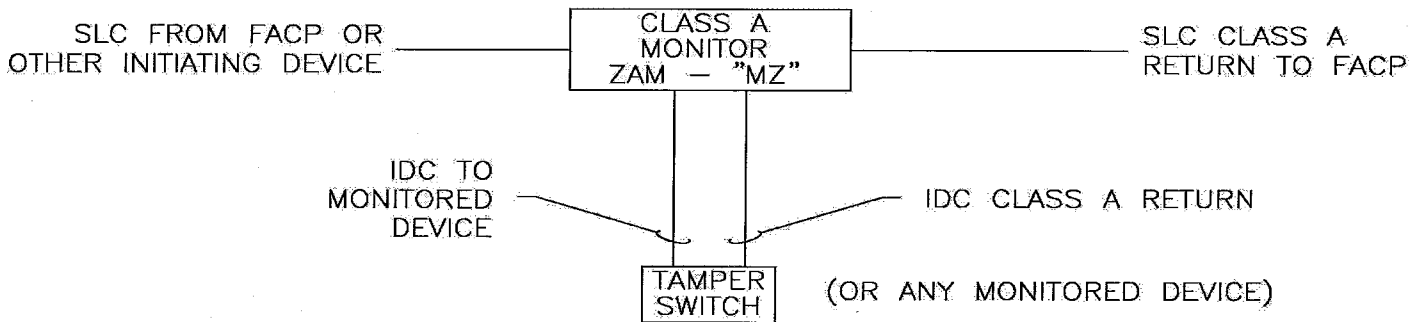 SLC FROM FACP OR
OTHER INITIATING DEVICE
CLASS A
MONITOR
ZAM – "MZ"
SLC CLASS A
RETURN TO FACP
IDC TO
MONITORED
DEVICE
IDC CLASS A RETURN
TAMPER
SWITCH
(OR ANY MONITORED DEVICE)